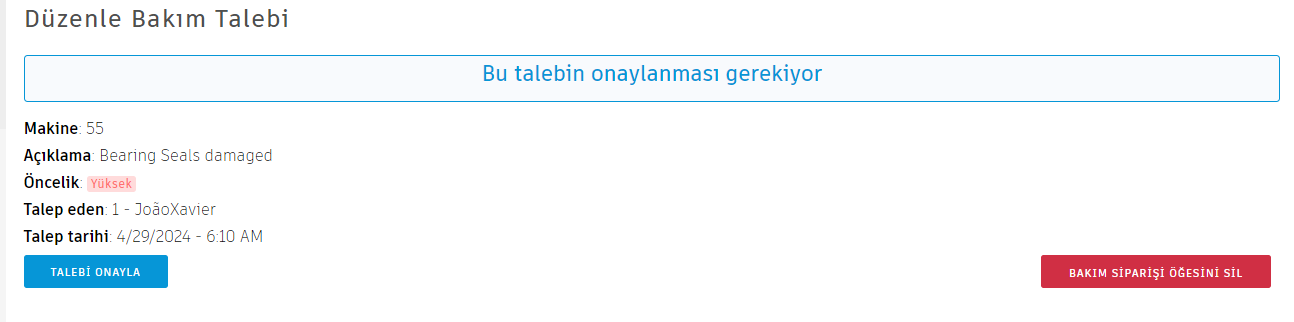 Düzenle Bakım Talebi
Bu talebin onaylanması gerekiyor
Makine: 55
Açıklama: Bearing Seals damaged
Öncelik: Yüksek
Talep eden: 1 - JoãoXavier
Talep tarihi: 4/29/2024 - 6:10 AM
TALEBİ ONAYLA
BAKIM SİPARİŞİ ÖĞESİNİ SİL